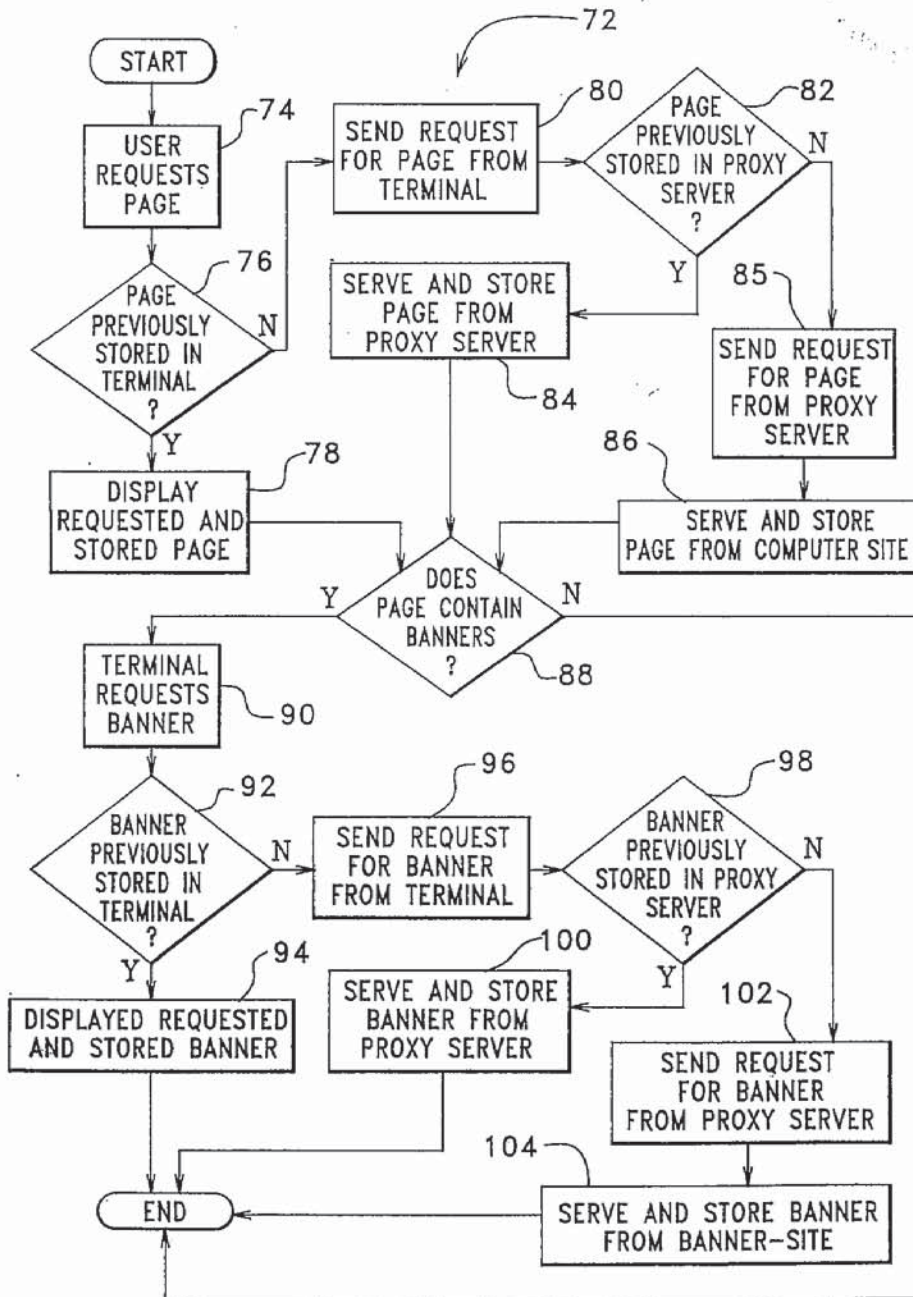 72
START
74
USER
REQUESTS
PAGE
76
PAGE
PREVIOUSLY
STORED IN
TERMINAL
?
N
Y
78
DISPLAY
REQUESTED AND
STORED PAGE
80
SEND REQUEST
FOR PAGE FROM
TERMINAL
82
PAGE
PREVIOUSLY
STORED IN PROXY
SERVER
?
N
Y
SERVE AND STORE
PAGE FROM
PROXY SERVER
84
85
SEND REQUEST
FOR PAGE
FROM PROXY
SERVER
86
SERVE AND STORE
PAGE FROM COMPUTER SITE
DOES
PAGE CONTAIN
BANNERS
?
Y
N
88
TERMINAL
REQUESTS
BANNER
90
92
BANNER
PREVIOUSLY
STORED IN
TERMINAL
?
N
Y
94
DISPLAYED REQUESTED
AND STORED BANNER
96
SEND REQUEST
FOR BANNER
FROM TERMINAL
98
BANNER
PREVIOUSLY
STORED IN PROXY
SERVER
?
N
Y
100
SERVE AND STORE
BANNER FROM
PROXY SERVER
102
SEND REQUEST
FOR BANNER
FROM PROXY SERVER
104
SERVE AND STORE BANNER
FROM BANNER-SITE
END